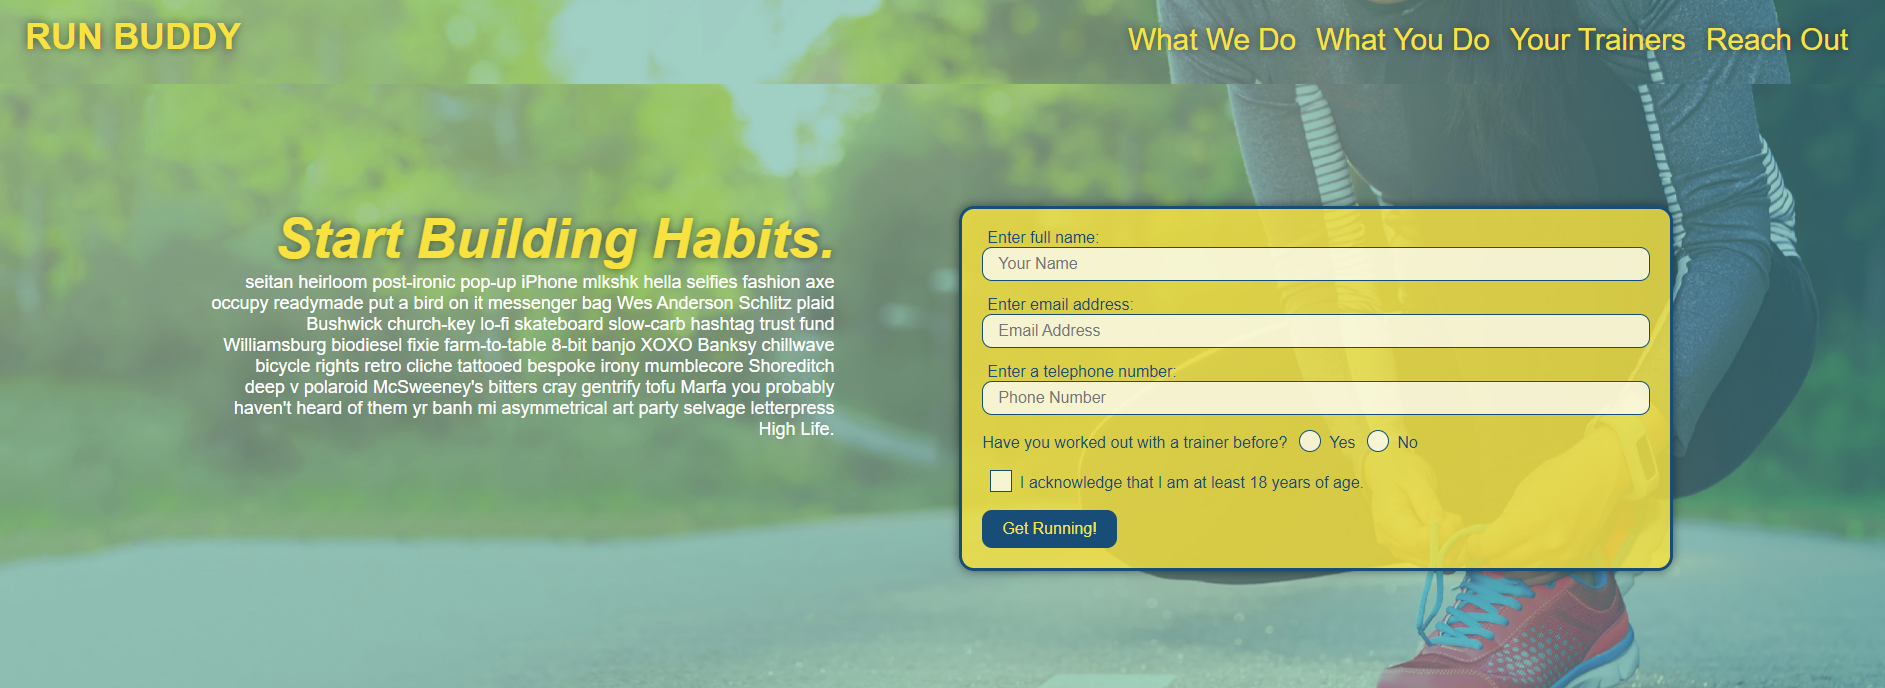 RUN BUDDY
What We Do What You Do Your Trainers Reach Out
Start Building Habits.
seitan heirloom post-ironic pop-up iPhone mlkshk hella selfies fashion axe
occupy readymade put a bird on it messenger bag Wes Anderson Schlitz plaid
Bushwick church-key lo-fi skateboard slow-carb hashtag trust fund
Williamsburg biodiesel fixie farm-to-table 8-bit banjo XOXO Banksy chillwave
bicycle rights retro cliche tattooed bespoke irony mumblecore Shoreditch
deep v polaroid McSweeney's bitters cray gentrify tofu Marfa you probably
haven't heard of them yr banh mi asymmetrical art party selvage letterpress
High Life.
Enter full name:
Your Name
Enter email address:
Email Address
Enter a telephone number:
Phone Number
Have you worked out with a trainer before? Yes No
I acknowledge that I am at least 18 years of age.
Get Running!